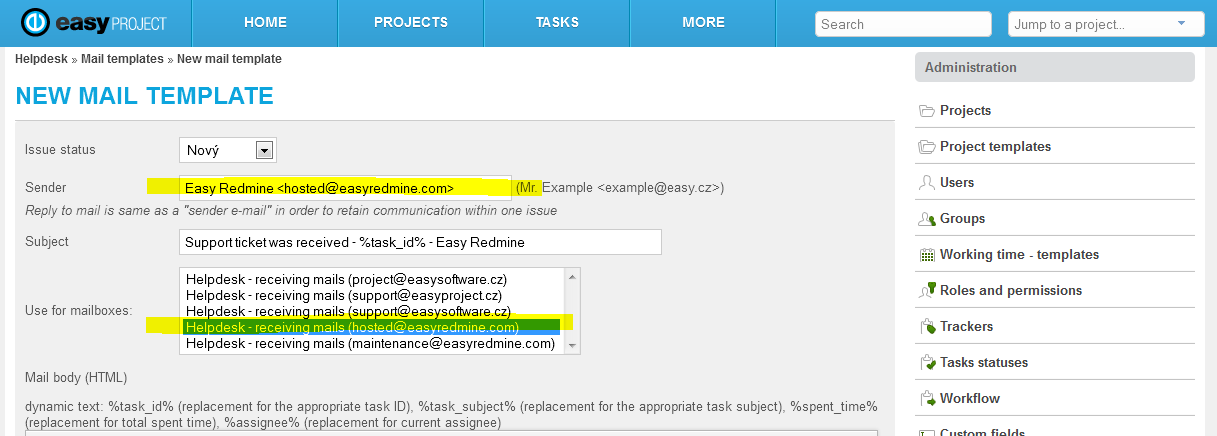 easy PROJECT HOME PROJECTS TASKS MORE Search Jump to a project...
Helpdesk » Mail templates » New mail template
NEW MAIL TEMPLATE
Issue status Nový
Sender Easy Redmine <hosted@easyredmine.com> (Mr. Example <example@easy.cz>)
Reply to mail is same as a "sender e-mail" in order to retain communication within one issue
Subject Support ticket was received - %task_id% - Easy Redmine
Use for mailboxes:
Helpdesk - receiving mails (project@easysoftware.cz)
Helpdesk - receiving mails (support@easyproject.cz)
Helpdesk - receiving mails (support@easysoftware.cz)
Helpdesk - receiving mails (hosted@easyredmine.com)
Helpdesk - receiving mails (maintenance@easyredmine.com)
Mail body (HTML)
dynamic text: %task_id% (replacement for the appropriate task ID), %task_subject% (replacement for the appropriate task subject), %spent_time%
(replacement for total spent time), %assignee% (replacement for current assignee)
Administration
Projects
Project templates
Users
Groups
Working time - templates
Roles and permissions
Trackers
Tasks statuses
Workflow
Custom fields